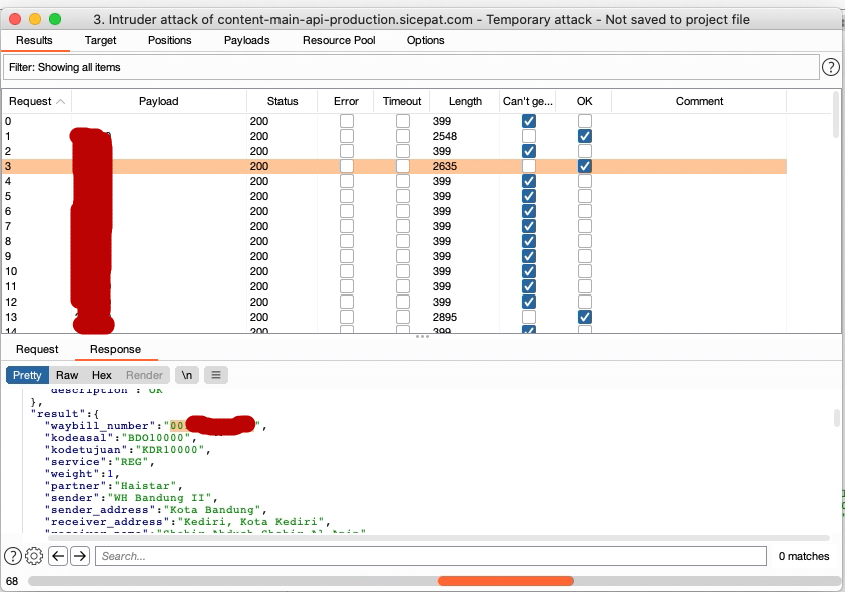 3. Intruder attack of content-main-api-production.sicepat.com - Temporary attack - Not saved to project file
Results Target Positions Payloads Resource Pool Options
Filter: Showing all items ?
Request Payload Status Error Timeout Length Can't ge... OK Comment
0 200 399
1 200 2548
2 200 399
3 200 2635
4 200 399
5 200 399
6 200 399
7 200 399
8 200 399
9 200 399
10 200 399
11 200 399
12 200 399
13 200 2895
14 200 399
Request Response
Pretty Raw Hex Render \n
"description":"OK"
},
"result":{
"waybill_number":"00 ",
"kodeasal":"BDO10000",
"kodetujuan":"KDR10000",
"service":"REG",
"weight":1,
"partner":"Haistar",
"sender":"WH Bandung II",
"sender_address":"Kota Bandung",
"receiver_address":"Kediri, Kota Kediri",
? Search... 0 matches
68